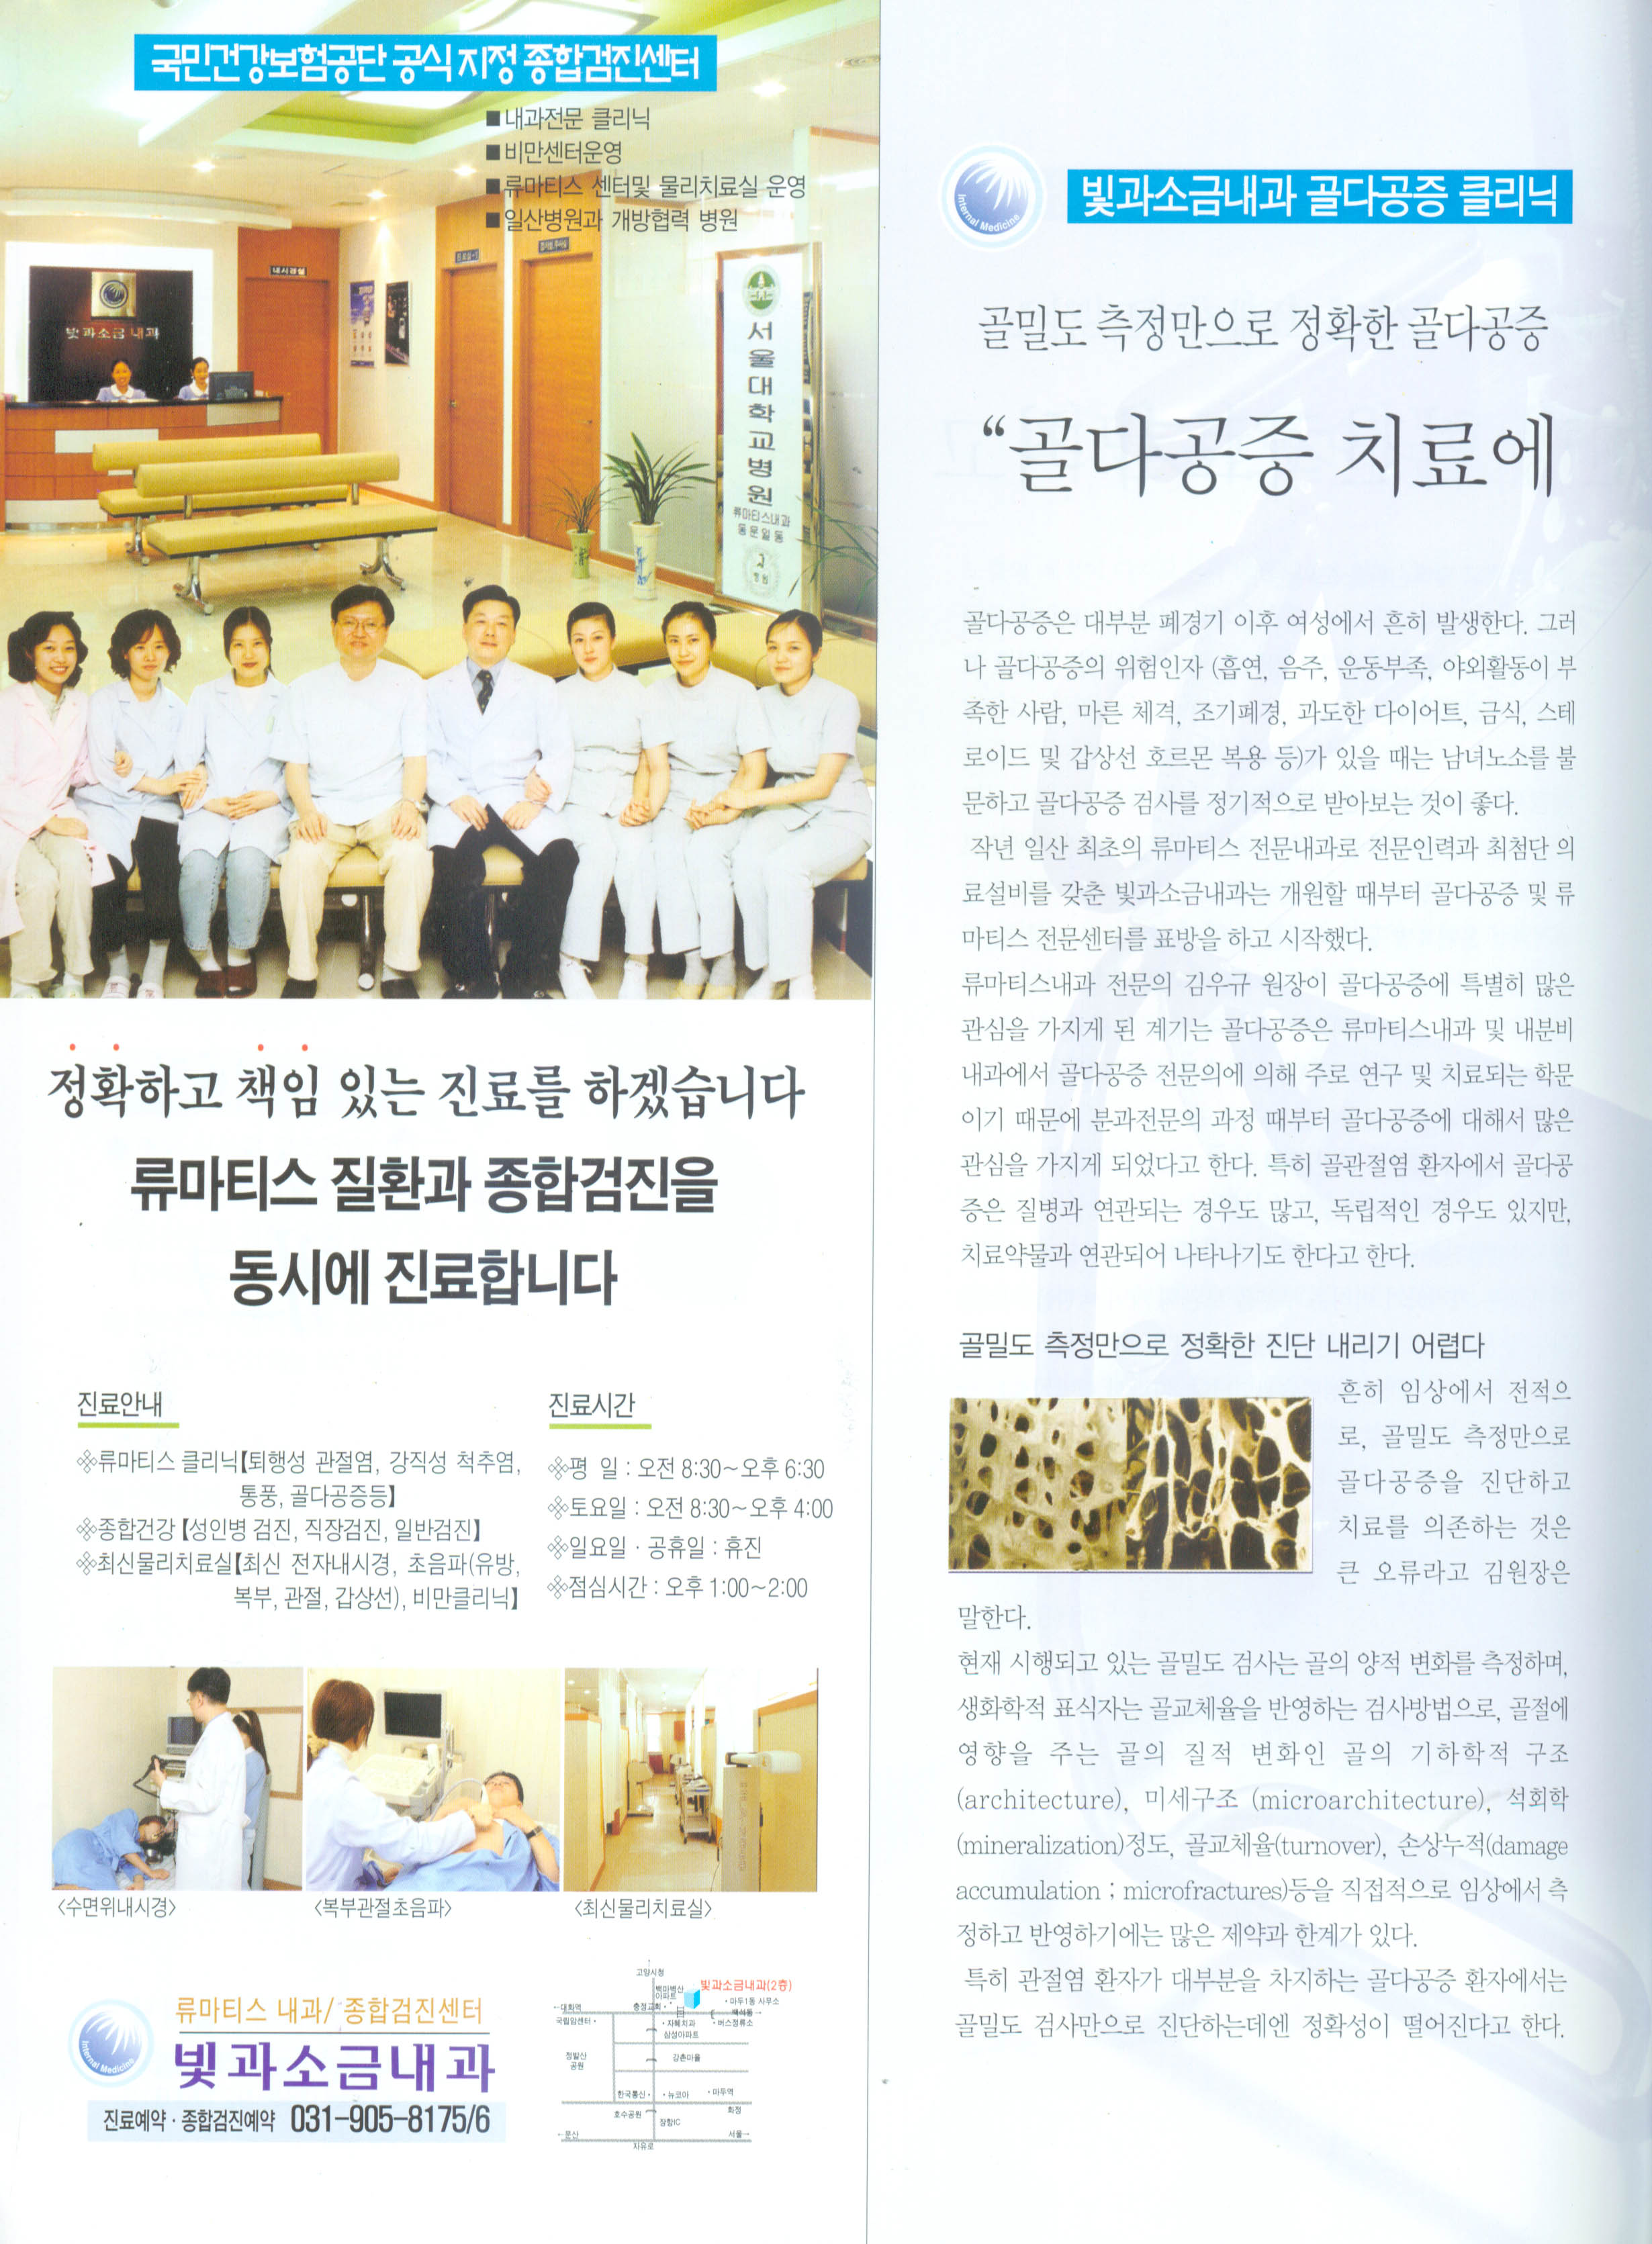 국민건강보험공단 공식 지정 종합검진센터
■ 내과전문 클리닉
■ 비만센터운영
■ 류마티스 센터및 물리치료실 운영
■ 일산병원과 개방협력 병원
내시경실
빛과소금 내과
서울대학교병원
류마티스내과
동문일동
정확하고 책임 있는 진료를 하겠습니다
류마티스 질환과 종합검진을
동시에 진료합니다
진료안내
※류마티스 클리닉【퇴행성 관절염, 강직성 척추염,
통풍, 골다공증등】
※종합건강【성인병 검진, 직장검진, 일반검진】
※최신물리치료실【최신 전자내시경, 초음파(유방,
복부, 관절, 갑상선), 비만클리닉】
진료시간
※평 일 : 오전 8:30~오후 6:30
※토요일 : 오전 8:30~오후 4:00
※일요일 · 공휴일 : 휴진
※점심시간 : 오후 1:00~2:00
<수면위내시경>
<복부관절초음파>
<최신물리치료실>
Internal Medicine
류마티스 내과/ 종합검진센터
빛과소금내과
진료예약 · 종합검진예약 031-905-8175/6
고양시청
백마벽산
아파트
빛과소금내과(2층)
• 마두1동 사무소
←대화역
충정교회 •
백석동→
국립암센터 •
• 자혜치과
• 버스정류소
삼성아파트
정발산
공원
강촌마을
한국통신 •
• 뉴코아
• 마두역
화정
호수공원
장항IC
←문산
서울→
자유로
Internal Medicine
빛과소금내과 골다공증 클리닉
골밀도 측정만으로 정확한 골다공증
“골다공증 치료에
골다공증은 대부분 폐경기 이후 여성에서 흔히 발생한다. 그러
나 골다공증의 위험인자 (흡연, 음주, 운동부족, 야외활동이 부
족한 사람, 마른 체격, 조기폐경, 과도한 다이어트, 금식, 스테
로이드 및 갑상선 호르몬 복용 등)가 있을 때는 남녀노소를 불
문하고 골다공증 검사를 정기적으로 받아보는 것이 좋다.
작년 일산 최초의 류마티스 전문내과로 전문인력과 최첨단 의
료설비를 갖춘 빛과소금내과는 개원할 때부터 골다공증 및 류
마티스 전문센터를 표방을 하고 시작했다.
류마티스내과 전문의 김우규 원장이 골다공증에 특별히 많은
관심을 가지게 된 계기는 골다공증은 류마티스내과 및 내분비
내과에서 골다공증 전문의에 의해 주로 연구 및 치료되는 학문
이기 때문에 분과전문의 과정 때부터 골다공증에 대해서 많은
관심을 가지게 되었다고 한다. 특히 골관절염 환자에서 골다공
증은 질병과 연관되는 경우도 많고, 독립적인 경우도 있지만,
치료약물과 연관되어 나타나기도 한다고 한다.
골밀도 측정만으로 정확한 진단 내리기 어렵다
흔히 임상에서 전적으
로, 골밀도 측정만으로
골다공증을 진단하고
치료를 의존하는 것은
큰 오류라고 김원장은
말한다.
현재 시행되고 있는 골밀도 검사는 골의 양적 변화를 측정하며,
생화학적 표식자는 골교체율을 반영하는 검사방법으로, 골절에
영향을 주는 골의 질적 변화인 골의 기하학적 구조
(architecture), 미세구조 (microarchitecture), 석회학
(mineralization)정도, 골교체율(turnover), 손상누적(damage
accumulation ; microfractures)등을 직접적으로 임상에서 측
정하고 반영하기에는 많은 제약과 한계가 있다.
특히 관절염 환자가 대부분을 차지하는 골다공증 환자에서는
골밀도 검사만으로 진단하는데엔 정확성이 떨어진다고 한다.